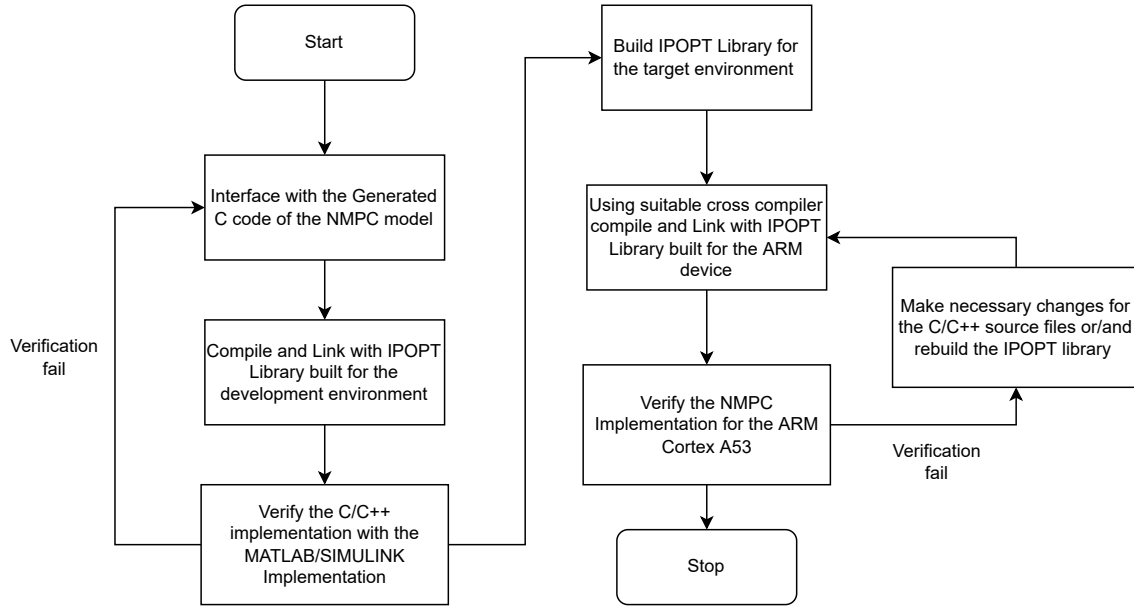 Start
Interface with the Generated
C code of the NMPC model
Verification
fail
Compile and Link with IPOPT
Library built for the
development environment
Verify the C/C++
implementation with the
MATLAB/SIMULINK
Implementation
Build IPOPT Library for
the target environment
Using suitable cross compiler
compile and Link with IPOPT
Library built for the ARM
device
Make necessary changes for
the C/C++ source files or/and
rebuild the IPOPT library
Verify the NMPC
Implementation for the ARM
Cortex A53
Verification
fail
Stop